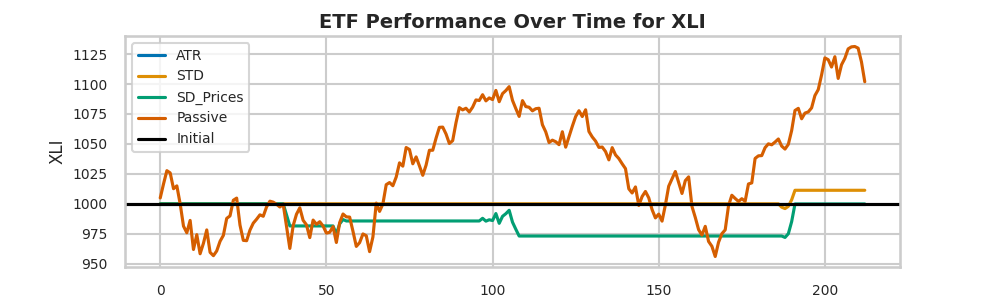 ETF Performance Over Time for XLI
ATR
STD
SD_Prices
Passive
Initial
XLI
1125
1100
1075
1050
1025
1000
975
950
0 50 100 150 200